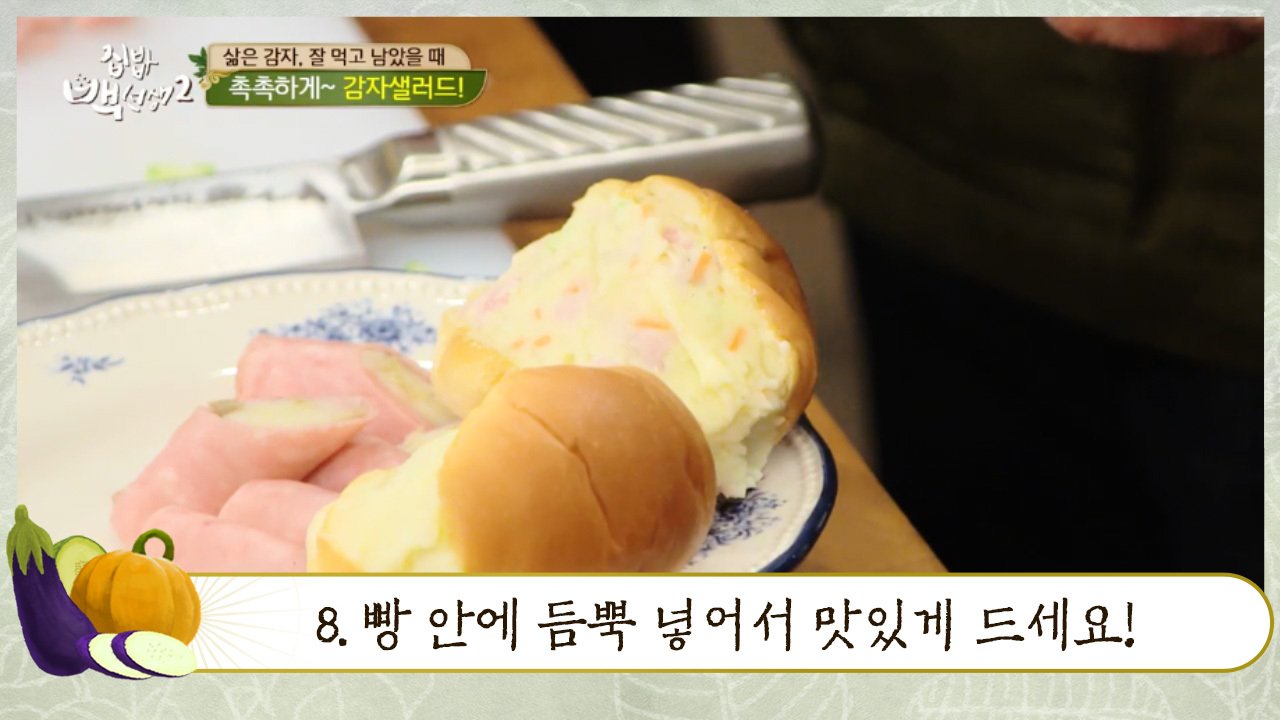 집밥
백선생2
삶은 감자, 잘 먹고 남았을 때
촉촉하게~ 감자샐러드!
8. 빵 안에 듬뿍 넣어서 맛있게 드세요!